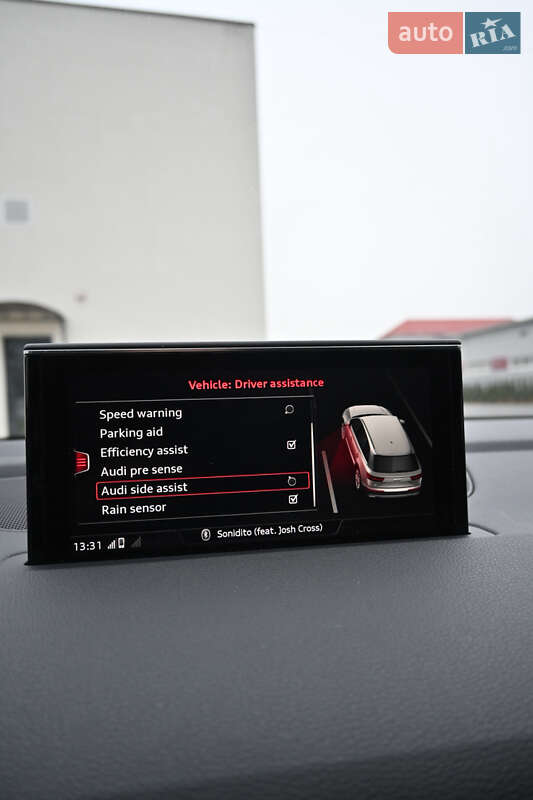 auto RIA
.com
Vehicle: Driver assistance
Speed warning
Parking aid
Efficiency assist
Audi pre sense
Audi side assist
Rain sensor
13:31
Sonidito (feat. Josh Cross)